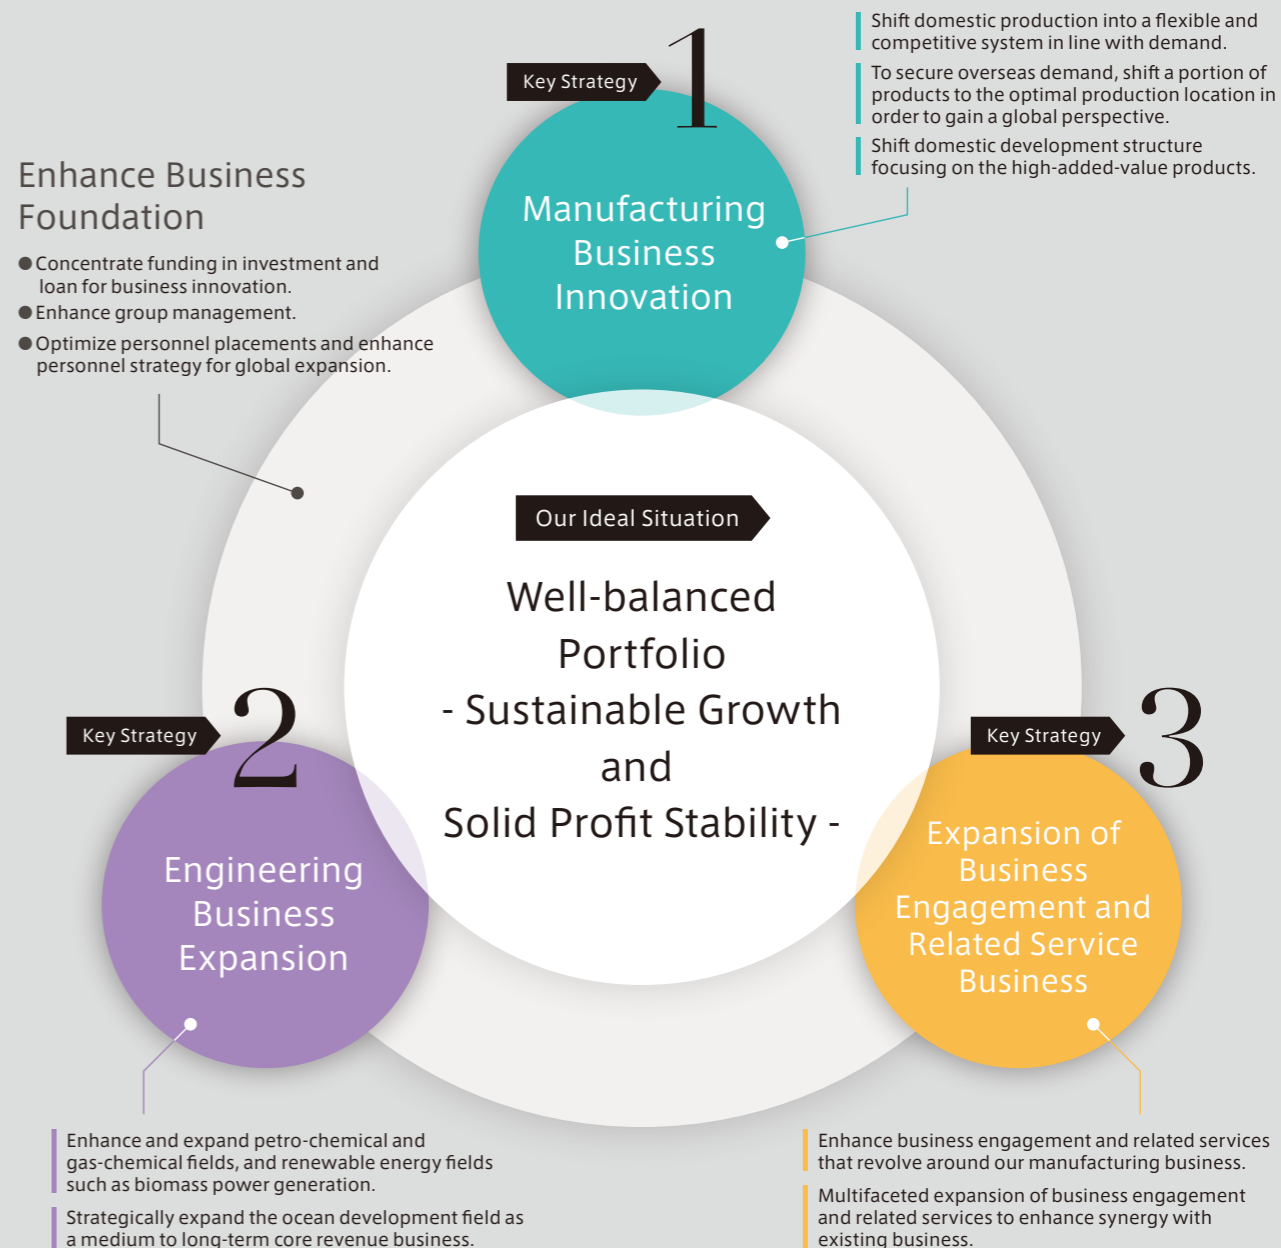 Key Strategy
1
Manufacturing
Business
Innovation
Shift domestic production into a flexible and
competitive system in line with demand.
To secure overseas demand, shift a portion of
products to the optimal production location in
order to gain a global perspective.
Shift domestic development structure
focusing on the high-added-value products.
Enhance Business
Foundation
● Concentrate funding in investment and
loan for business innovation.
● Enhance group management.
● Optimize personnel placements and enhance
personnel strategy for global expansion.
Our Ideal Situation
Well-balanced
Portfolio
- Sustainable Growth
and
Solid Profit Stability -
Key Strategy
2
Engineering
Business
Expansion
Enhance and expand petro-chemical and
gas-chemical fields, and renewable energy fields
such as biomass power generation.
Strategically expand the ocean development field as
a medium to long-term core revenue business.
Key Strategy
3
Expansion of
Business
Engagement and
Related Service
Business
Enhance business engagement and related services
that revolve around our manufacturing business.
Multifaceted expansion of business engagement
and related services to enhance synergy with
existing business.